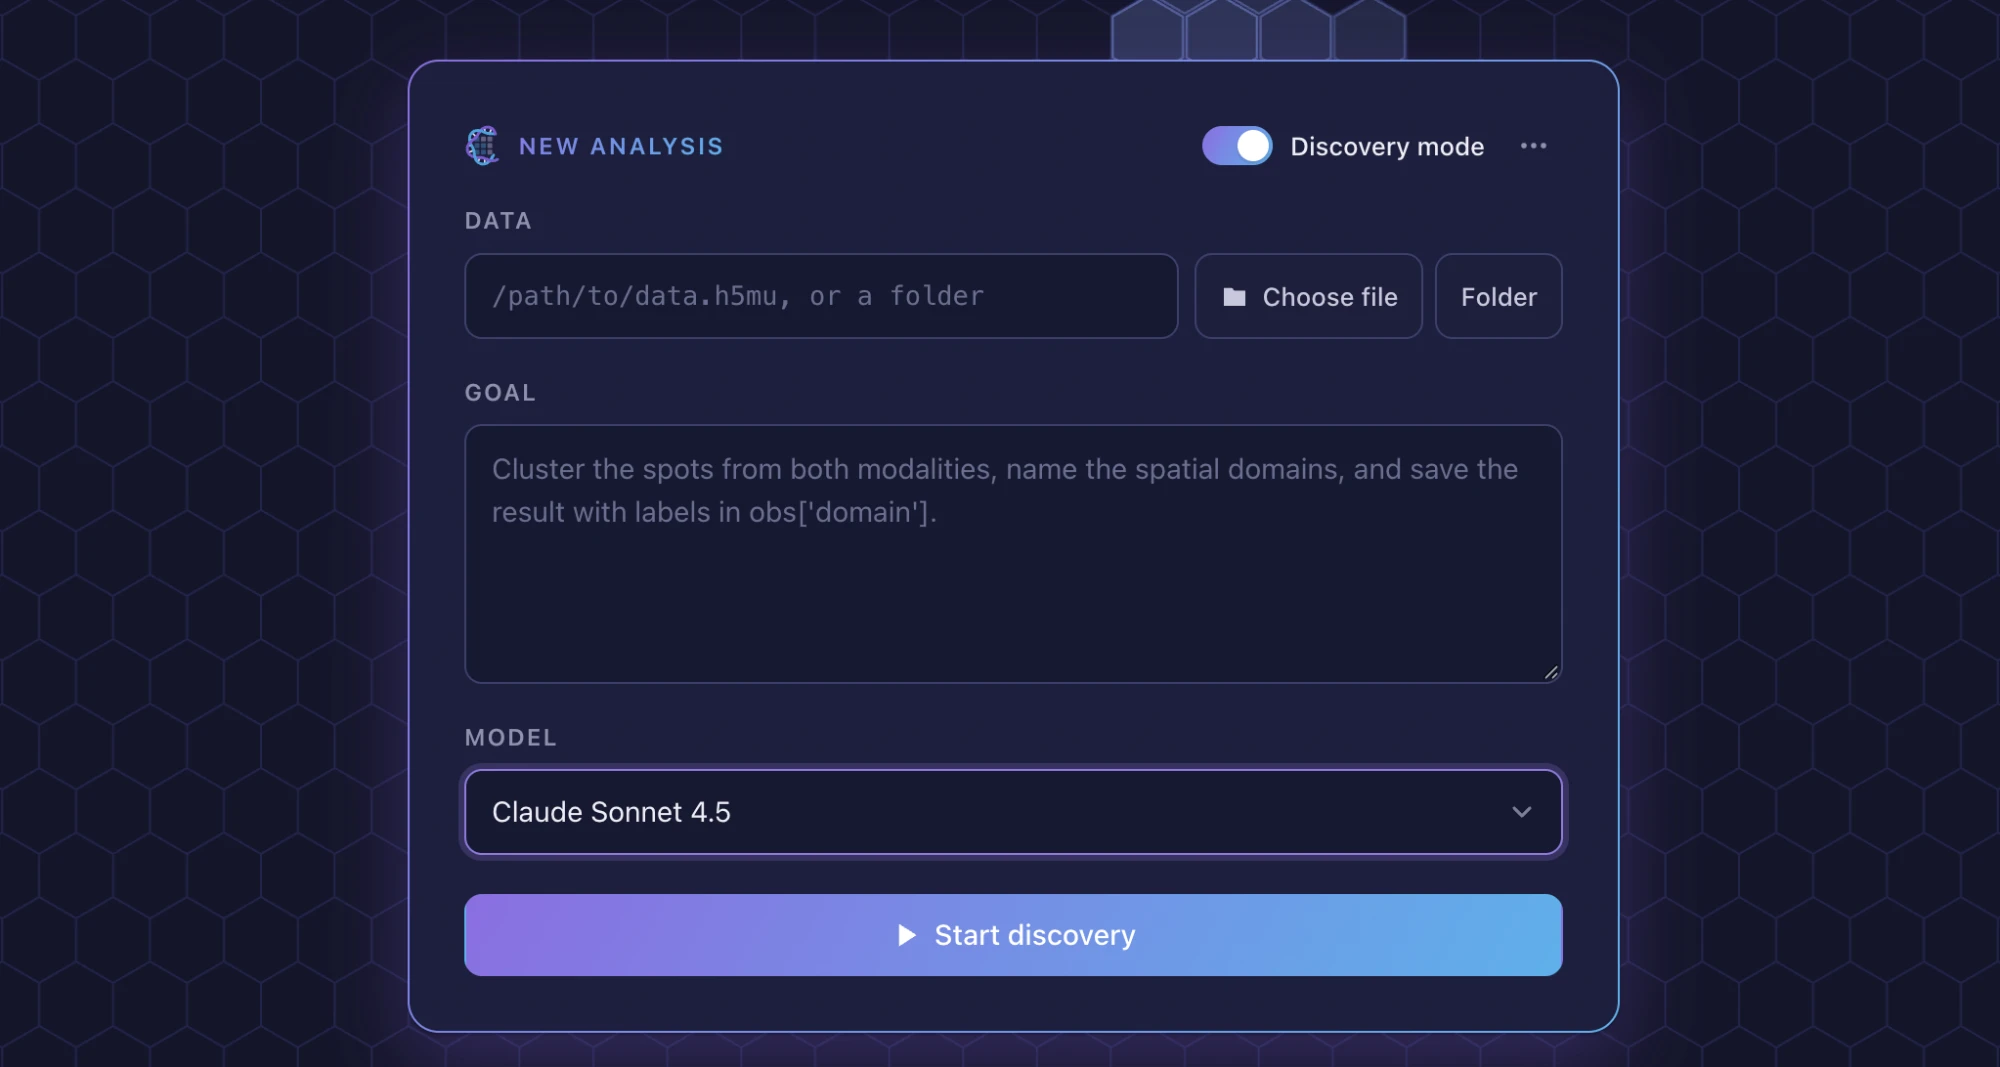 NEW ANALYSIS
Discovery mode
DATA
/path/to/data.h5mu, or a folder
Choose file
Folder
GOAL
Cluster the spots from both modalities, name the spatial domains, and save the
result with labels in obs['domain'].
MODEL
Claude Sonnet 4.5
Start discovery